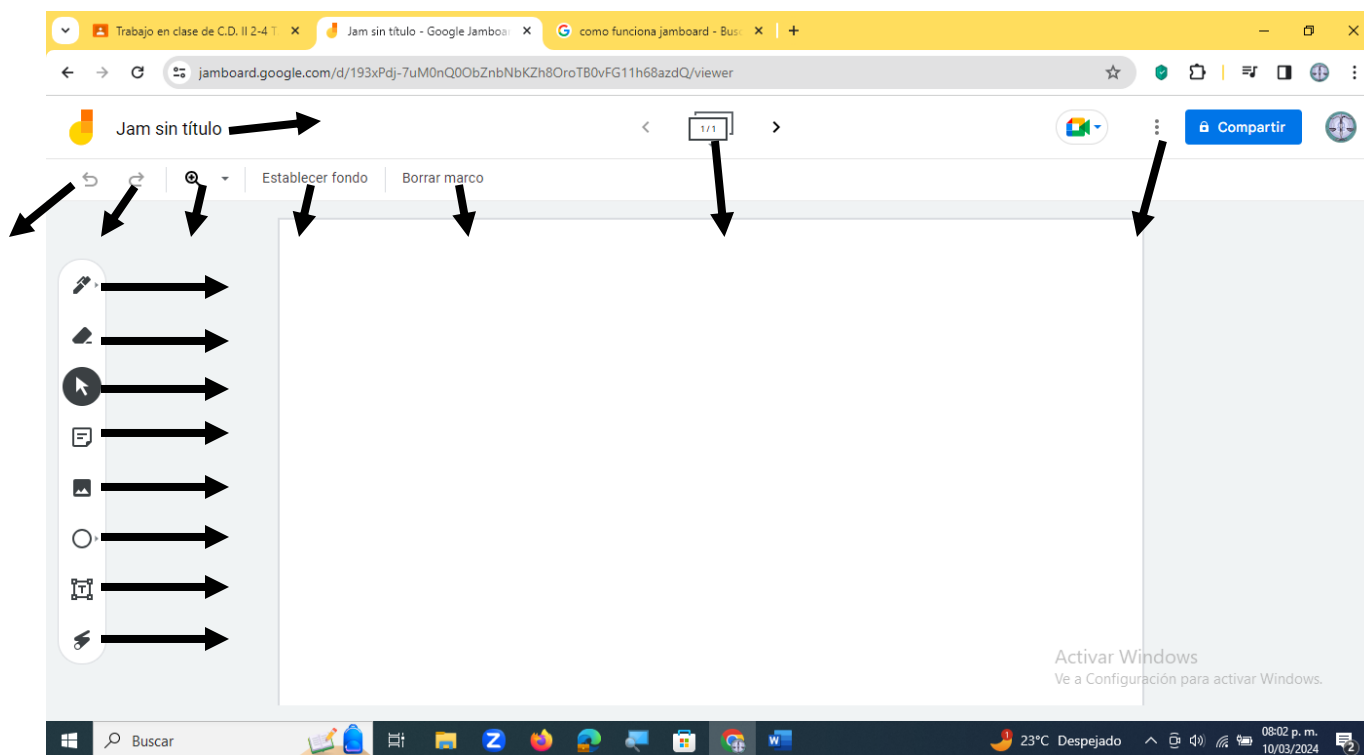 Trabajo en clase de C.D. II 2-4 T
Jam sin título - Google Jamboa
como funciona jamboard - Bus
jamboard.google.com/d/193xPdj-7uM0nQ0ObZnbNbKZh8OroTB0vFG11h68azdQ/viewer
Jam sin título
1/1
Compartir
Establecer fondo
Borrar marco
Activar Windows
Ve a Configuración para activar Windows.
Buscar
23°C Despejado
08:02 p. m.
10/03/2024